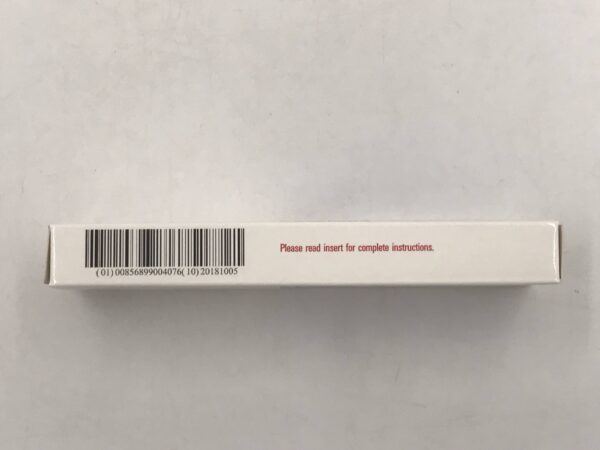 Please read insert for complete instructions.
( 01) 00856899004076( 10) 20181005